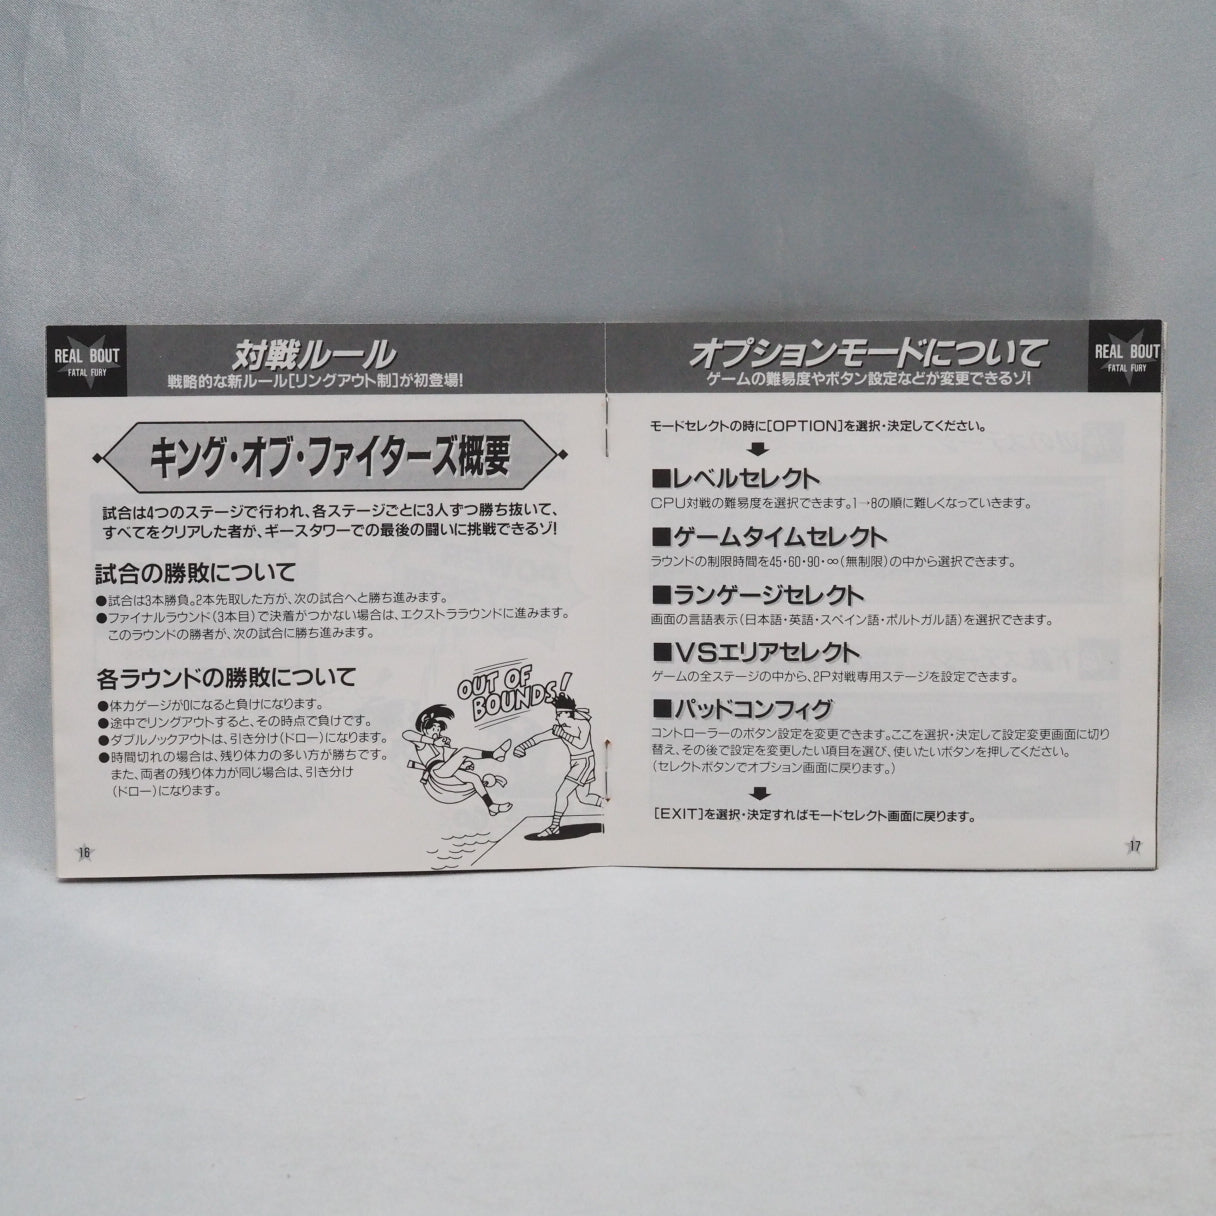 REAL BOUT
FATAL FURY
対戦ルール
戦略的な新ルール[リングアウト制]が初登場!
キング・オブ・ファイターズ概要
試合は4つのステージで行われ、各ステージごとに3人ずつ勝ち抜いて、
すべてをクリアした者が、ギースタワーでの最後の闘いに挑戦できるゾ!
試合の勝敗について
●試合は3本勝負。2本先取した方が、次の試合へと勝ち進みます。
●ファイナルラウンド(3本目)で決着がつかない場合は、エクストララウンドに進みます。
このラウンドの勝者が、次の試合に勝ち進みます。
各ラウンドの勝敗について
●体力ゲージが0になると負けになります。
●途中でリングアウトすると、その時点で負けです。
●ダブルノックアウトは、引き分け(ドロー)になります。
●時間切れの場合は、残り体力の多い方が勝ちです。
また、両者の残り体力が同じ場合は、引き分け
(ドロー)になります。
OUT OF
BOUNDS!
16
オプションモードについて
ゲームの難易度やボタン設定などが変更できるゾ!
REAL BOUT
FATAL FURY
モードセレクトの時に[OPTION]を選択・決定してください。
■レベルセレクト
CPU対戦の難易度を選択できます。1→8の順に難しくなっていきます。
■ゲームタイムセレクト
ラウンドの制限時間を45・60・90・∞(無制限)の中から選択できます。
■ランゲージセレクト
画面の言語表示(日本語・英語・スペイン語・ポルトガル語)を選択できます。
■VSエリアセレクト
ゲームの全ステージの中から、2P対戦専用ステージを設定できます。
■パッドコンフィグ
コントローラーのボタン設定を変更できます。ここを選択・決定して設定変更画面に切り
替え、その後で設定を変更したい項目を選び、使いたいボタンを押してください。
(セレクトボタンでオプション画面に戻ります。)
[EXIT]を選択・決定すればモードセレクト画面に戻ります。
17